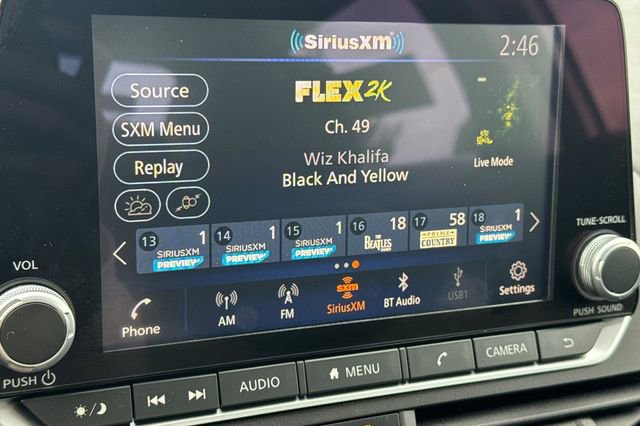 SiriusXM
2:46
Source
FLEX2K
SXM Menu
Ch. 49
Replay
Wiz Khalifa
Black And Yellow
Live Mode
13 1 SIRIUSXM PREVIEW
14 1 SIRIUSXM PREVIEW
15 1 SIRIUSXM PREVIEW
16 18 THE BEATLES
17 58 PRIME COUNTRY
18 1 SIRIUSXM PREVIEW
Phone
AM
FM
sxm
SiriusXM
BT Audio
USB1
Settings
VOL
PUSH
TUNE-SCROLL
PUSH SOUND
AUDIO
MENU
CAMERA